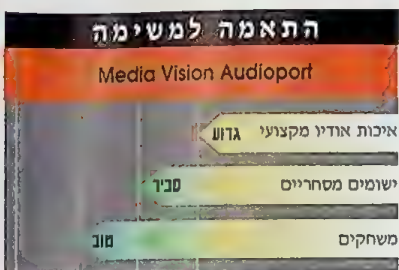 התאמה למשימה
Media Vision Audioport
איכות אודיו מקצועי גרוע
ישומים מסחריים סביר
משחקים טוב